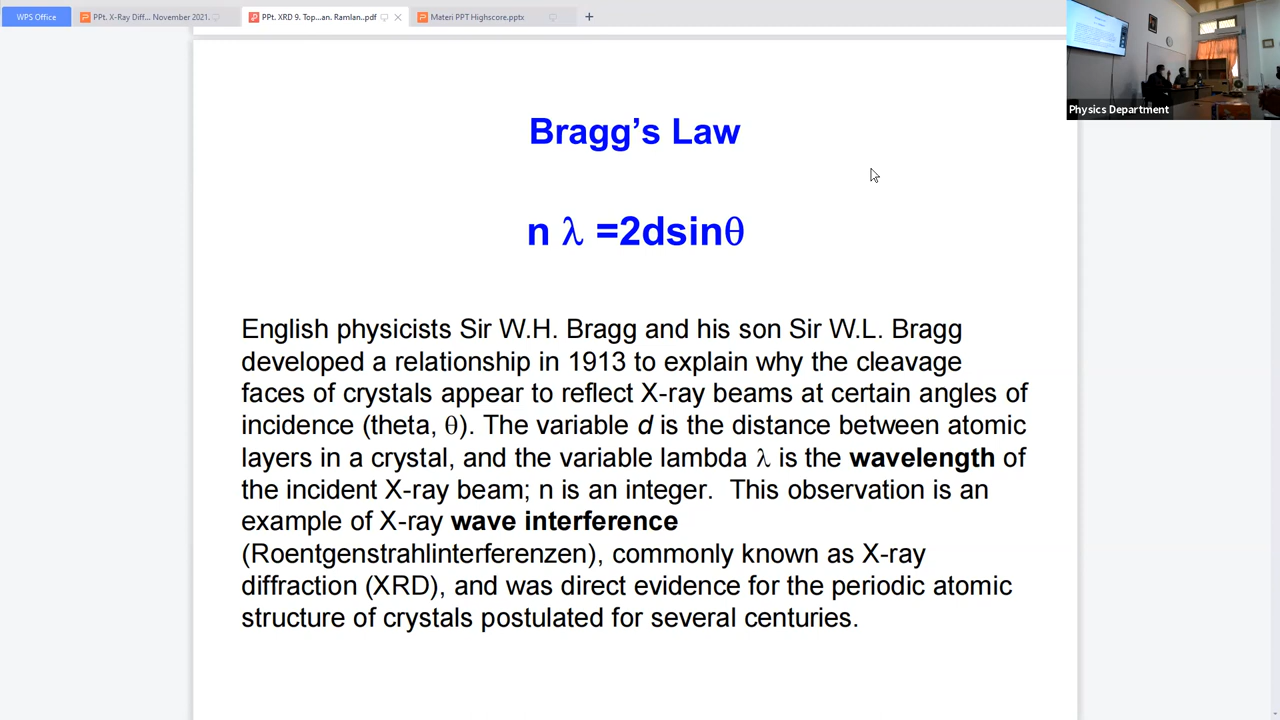 WPS Office
PPt. X-Ray Diff... November 2021.
PPt. XRD 9. Top...an. Ramlan..pdf
Materi PPT Highscore.pptx
Physics Department
Bragg’s Law
n λ =2dsinθ
English physicists Sir W.H. Bragg and his son Sir W.L. Bragg
developed a relationship in 1913 to explain why the cleavage
faces of crystals appear to reflect X-ray beams at certain angles of
incidence (theta, θ). The variable d is the distance between atomic
layers in a crystal, and the variable lambda λ is the wavelength of
the incident X-ray beam; n is an integer.  This observation is an
example of X-ray wave interference
(Roentgenstrahlinterferenzen), commonly known as X-ray
diffraction (XRD), and was direct evidence for the periodic atomic
structure of crystals postulated for several centuries.